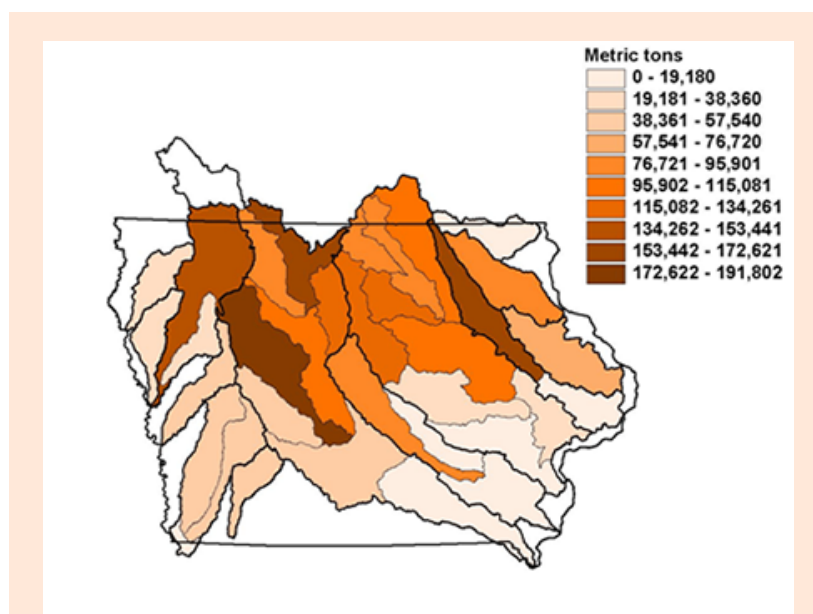 Metric tons
0 - 19,180
19,181 - 38,360
38,361 - 57,540
57,541 - 76,720
76,721 - 95,901
95,902 - 115,081
115,082 - 134,261
134,262 - 153,441
153,442 - 172,621
172,622 - 191,802